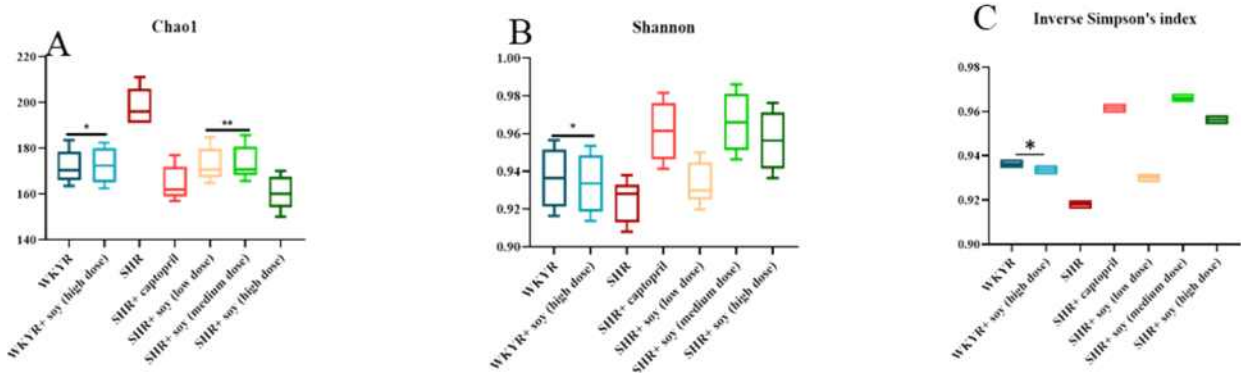 A
Chao1
220
200
180
160
140
*
**
WKYR
WKYR+ soy (high dose)
SHR
SHR+ captopril
SHR+ soy (low dose)
SHR+ soy (medium dose)
SHR+ soy (high dose)
B
Shannon
1.00
0.98
0.96
0.94
0.92
0.90
*
WKYR
WKYR+ soy (high dose)
SHR
SHR+ captopril
SHR+ soy (low dose)
SHR+ soy (medium dose)
SHR+ soy (high dose)
C
Inverse Simpson's index
0.98
0.96
0.94
0.92
0.90
*
WKYR
WKYR+ soy (high dose)
SHR
SHR+ captopril
SHR+ soy (low dose)
SHR+ soy (medium dose)
SHR+ soy (high dose)